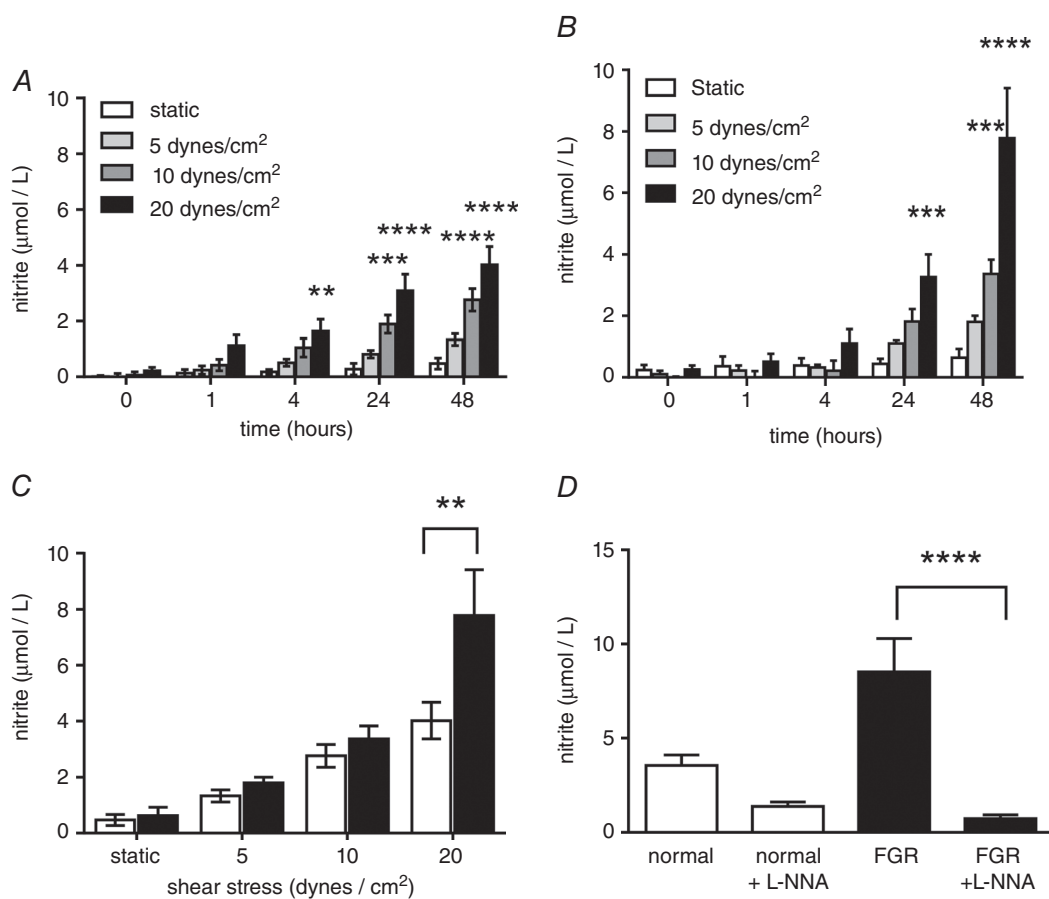 A
nitrite (μmol / L)
10
8
6
4
2
0
static
5 dynes/cm²
10 dynes/cm²
20 dynes/cm²
**
***
****
****
****
0 1 4 24 48
time (hours)
B
nitrite (μmol / L)
10
8
6
4
2
0
Static
5 dynes/cm²
10 dynes/cm²
20 dynes/cm²
***
***
****
0 1 4 24 48
time (hours)
C
nitrite (μmol / L)
10
8
6
4
2
0
**
static 5 10 20
shear stress (dynes / cm²)
D
nitrite (μmol / L)
15
10
5
0
****
normal normal FGR FGR
+ L-NNA +L-NNA